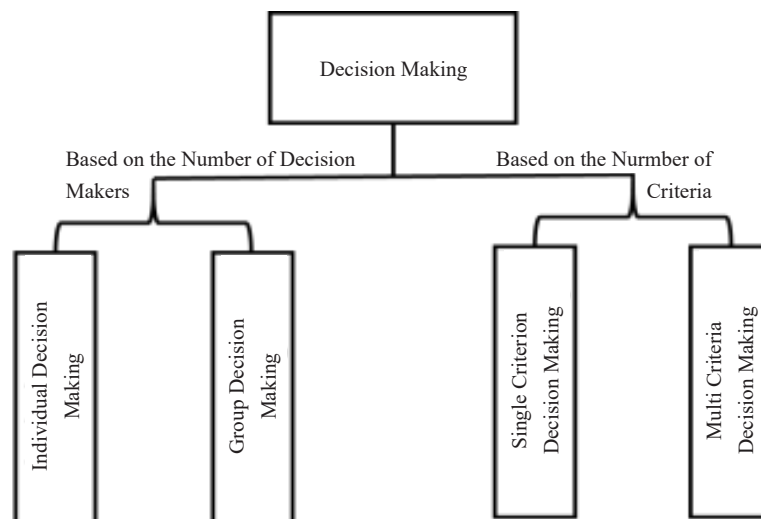 Decision Making
Based on the Number of Decision
Makers
Based on the Nurmber of
Criteria
Individual Decision
Making
Group Decision
Making
Single Criterion
Decision Making
Multi Criteria
Decision Making